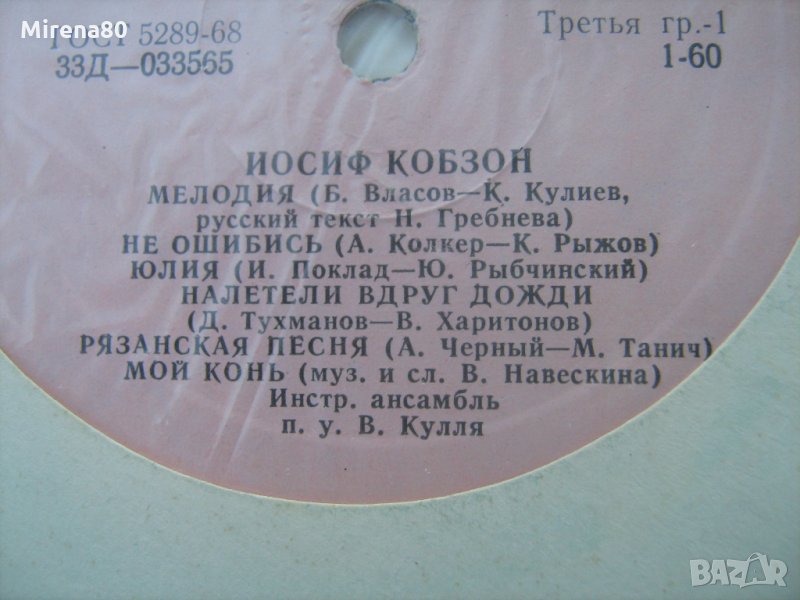 Mirena80
ГОСТ 5289-68
33Д—033565
Третья гр.-1
1-60
ИОСИФ КОБЗОН
МЕЛОДИЯ (Б. Власов—К. Кулиев,
русский текст Н. Гребнева)
НЕ ОШИБИСЬ (А. Колкер—К. Рыжов)
ЮЛИЯ (И. Поклад—Ю. Рыбчинский)
НАЛЕТЕЛИ ВДРУГ ДОЖДИ
(Д. Тухманов—В. Харитонов)
РЯЗАНСКАЯ ПЕСНЯ (А. Черный—М. Танич)
МОЙ КОНЬ (муз. и сл. В. Навескина)
Инстр. ансамбль
п. у. В. Кулля
BAZAR